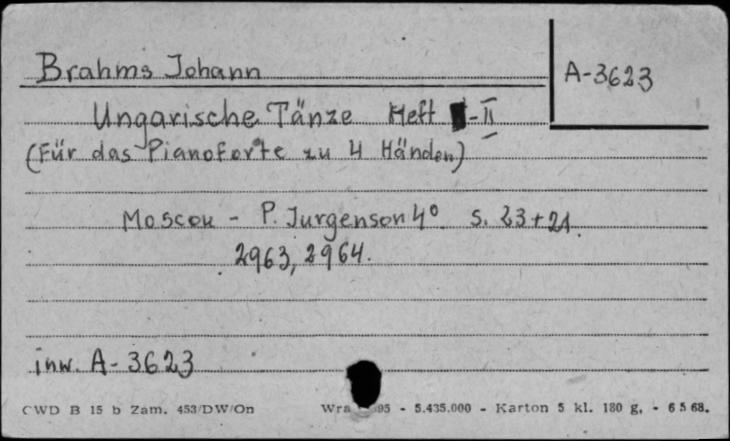 Brahms Johann
A-3623
Ungarische Tänze Heft -II
(Für das Pianoforte zu 4 Händen)
Moscou - P. Jurgenson 4° S. 23+21
2963, 2964.
inw. A-3623
CWD B 15 b Zam. 453/DW/On Wra 95 - 5.435.000 - Karton 5 kl. 180 g, - 6 5 68.